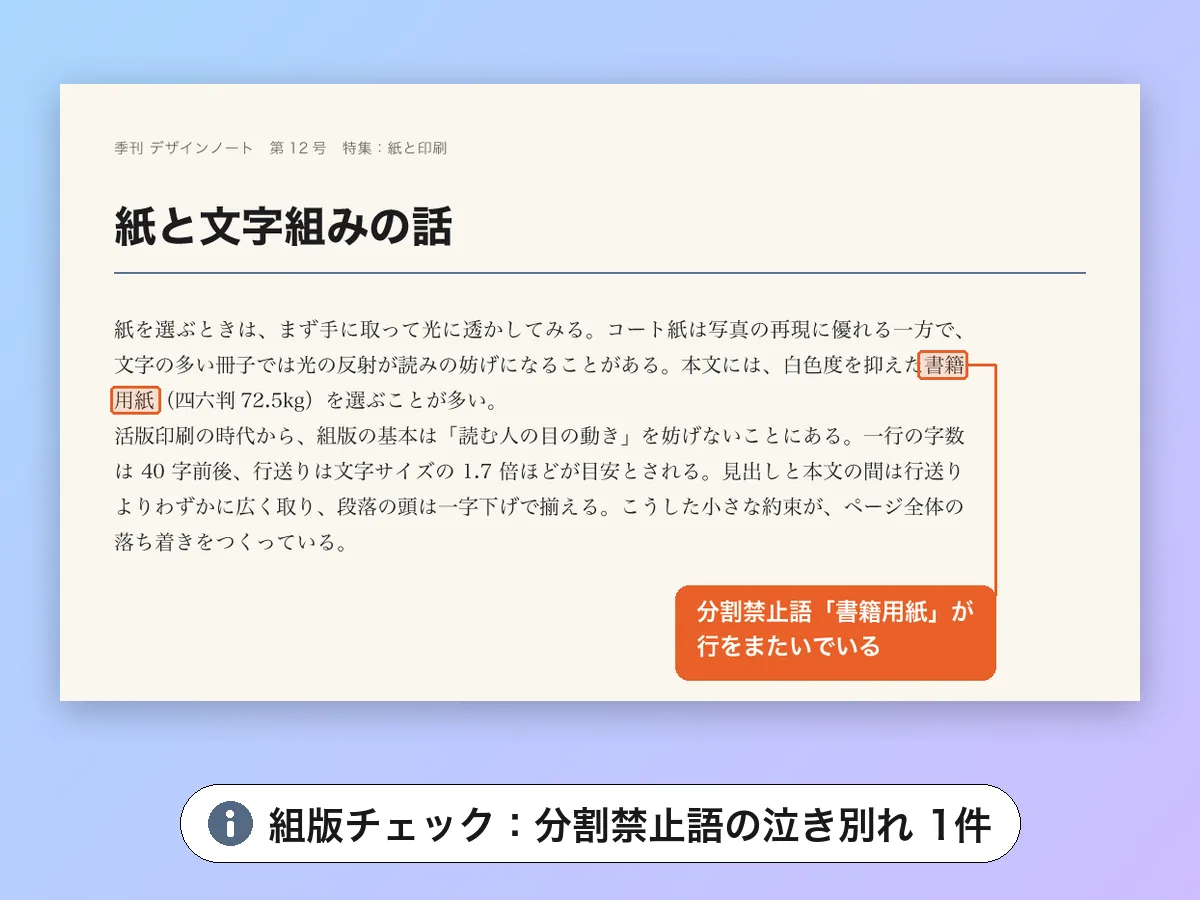 季刊 デザインノート　第 12 号　特集：紙と印刷
紙と文字組みの話
紙を選ぶときは、まず手に取って光に透かしてみる。コート紙は写真の再現に優れる一方で、
文字の多い冊子では光の反射が読みの妨げになることがある。本文には、白色度を抑えた書籍
用紙（四六判 72.5kg）を選ぶことが多い。
活版印刷の時代から、組版の基本は「読む人の目の動き」を妨げないことにある。一行の字数
は 40 字前後、行送りは文字サイズの 1.7 倍ほどが目安とされる。見出しと本文の間は行送り
よりわずかに広く取り、段落の頭は一字下げで揃える。こうした小さな約束が、ページ全体の
落ち着きをつくっている。
分割禁止語「書籍用紙」が
行をまたいでいる
組版チェック：分割禁止語の泣き別れ 1件